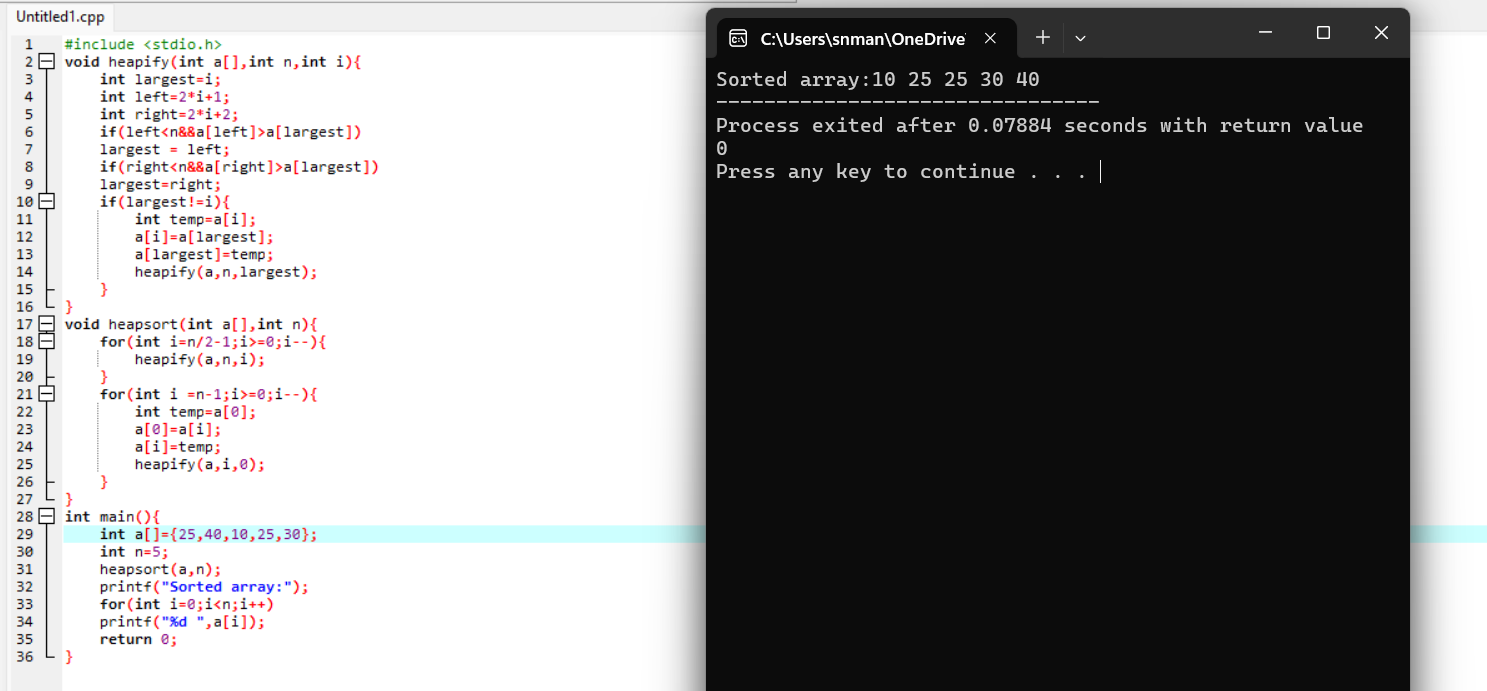 Untitled1.cpp
1 #include <stdio.h>
2 void heapify(int a[],int n,int i){
3     int largest=i;
4     int left=2*i+1;
5     int right=2*i+2;
6     if(left<n&&a[left]>a[largest])
7     largest = left;
8     if(right<n&&a[right]>a[largest])
9     largest=right;
10     if(largest!=i){
11         int temp=a[i];
12         a[i]=a[largest];
13         a[largest]=temp;
14         heapify(a,n,largest);
15     }
16 }
17 void heapsort(int a[],int n){
18     for(int i=n/2-1;i>=0;i--){
19         heapify(a,n,i);
20     }
21     for(int i =n-1;i>=0;i--){
22         int temp=a[0];
23         a[0]=a[i];
24         a[i]=temp;
25         heapify(a,i,0);
26     }
27 }
28 int main(){
29     int a[]={25,40,10,25,30};
30     int n=5;
31     heapsort(a,n);
32     printf("Sorted array:");
33     for(int i=0;i<n;i++)
34     printf("%d ",a[i]);
35     return 0;
36 }
C:\Users\snman\OneDrive
Sorted array:10 25 25 30 40
--------------------------------
Process exited after 0.07884 seconds with return value
0
Press any key to continue . . .